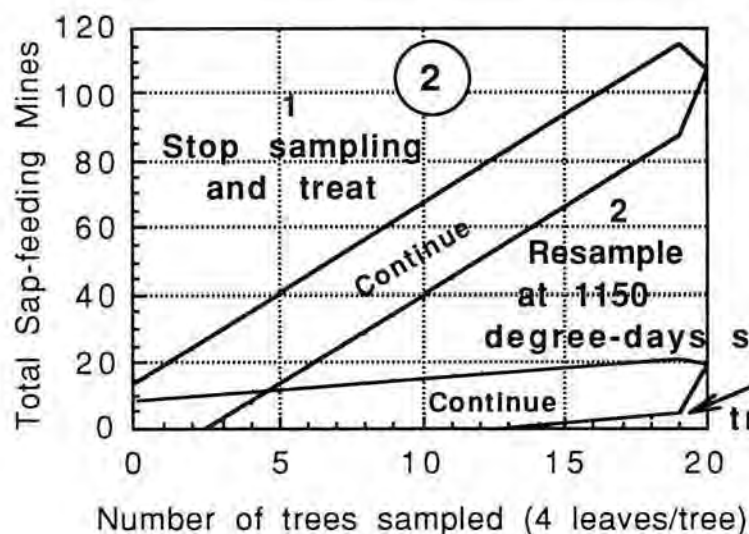 120
100
80
60
40
20
0
Total Sap-feeding Mines
2
1
Stop sampling
and treat
Continue
2
Resample
at 1150
degree-days s
Continue
tr
0 5 10 15 20
Number of trees sampled (4 leaves/tree)